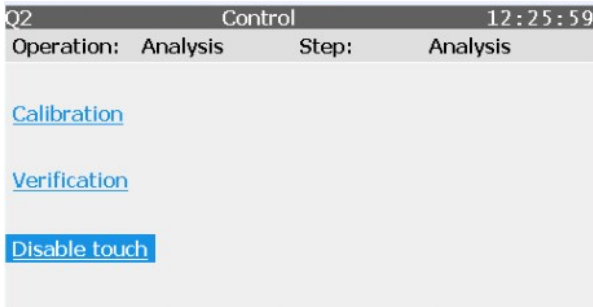 Q2 Control 12:25:59
Operation: Analysis Step: Analysis
Calibration
Verification
Disable touch